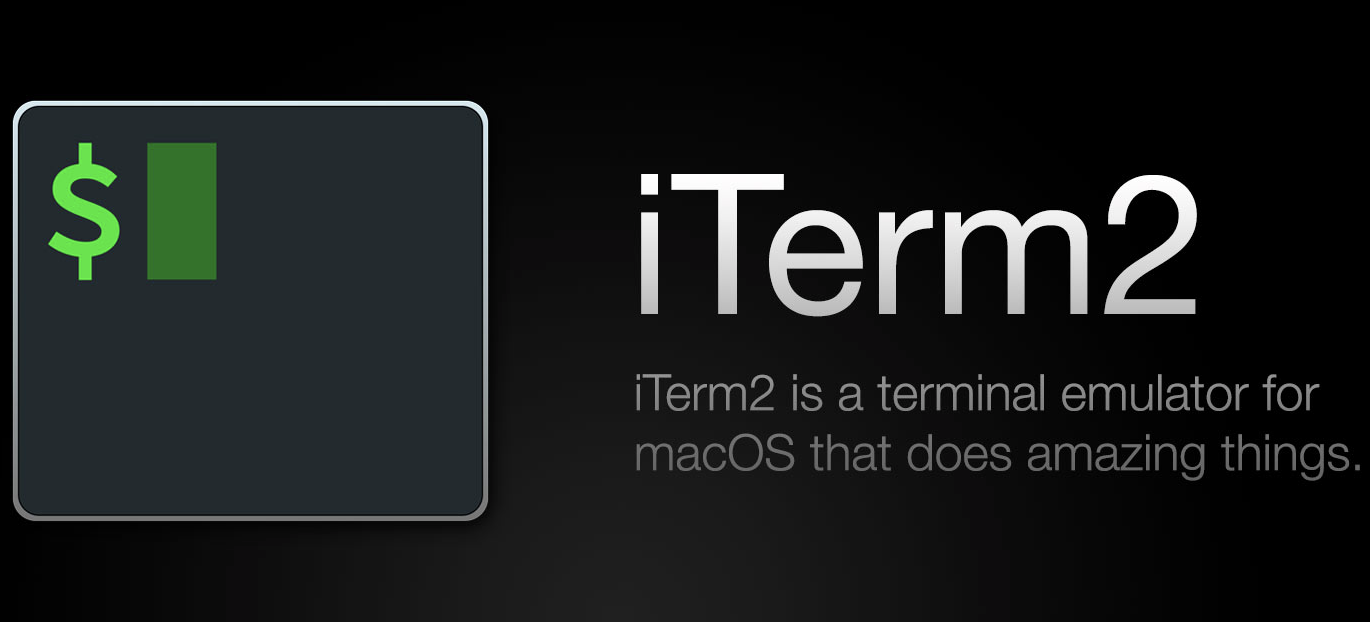 $
iTerm2
iTerm2 is a terminal emulator for
macOS that does amazing things.